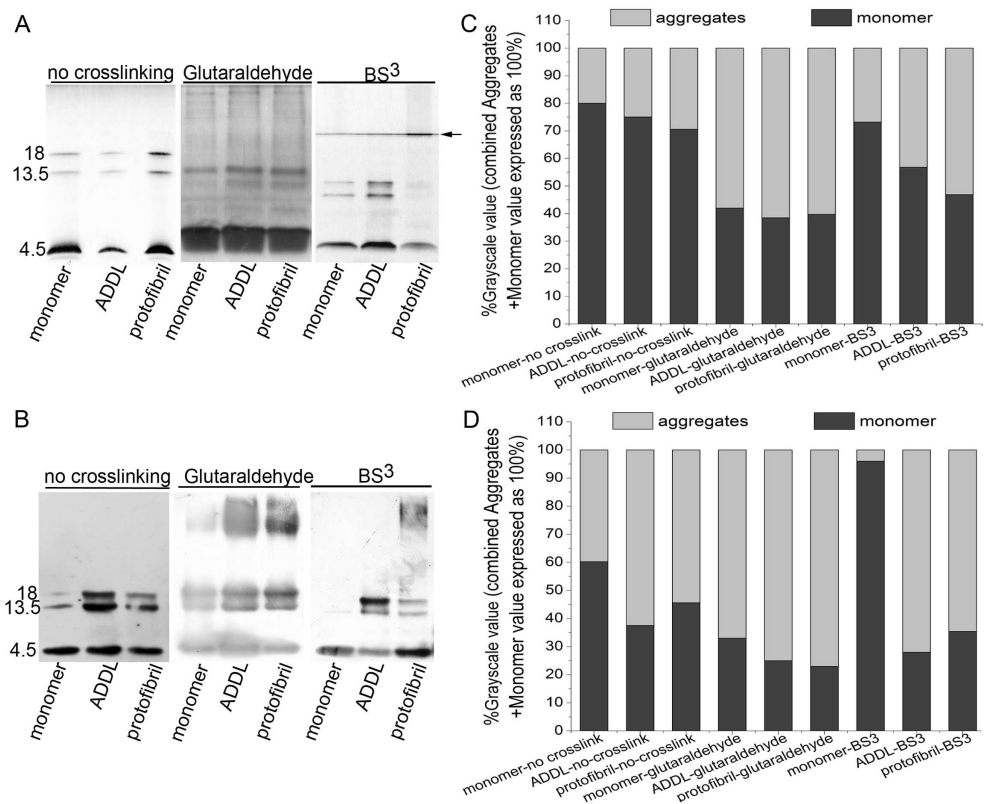 A
no crosslinking
Glutaraldehyde
BS3
18
13.5
4.5
monomer
ADDL
protofibril
monomer
ADDL
protofibril
monomer
ADDL
protofibril
C
aggregates
monomer
%Grayscale value (combined Aggregates
+Monomer value expressed as 100%)
110
100
90
80
70
60
50
40
30
20
10
0
monomer-no crosslink
ADDL-no-crosslink
protofibril-no-crosslink
monomer-glutaraldehyde
ADDL-glutaraldehyde
protofibril-glutaraldehyde
monomer-BS3
ADDL-BS3
protofibril-BS3
B
no crosslinking
Glutaraldehyde
BS3
18
13.5
4.5
monomer
ADDL
protofibril
monomer
ADDL
protofibril
monomer
ADDL
protofibril
D
aggregates
monomer
%Grayscale value (combined Aggregates
+Monomer value expressed as 100%)
110
100
90
80
70
60
50
40
30
20
10
0
monomer-no crosslink
ADDL-no-crosslink
protofibril-no-crosslink
monomer-glutaraldehyde
ADDL-glutaraldehyde
protofibril-glutaraldehyde
monomer-BS3
ADDL-BS3
protofibril-BS3